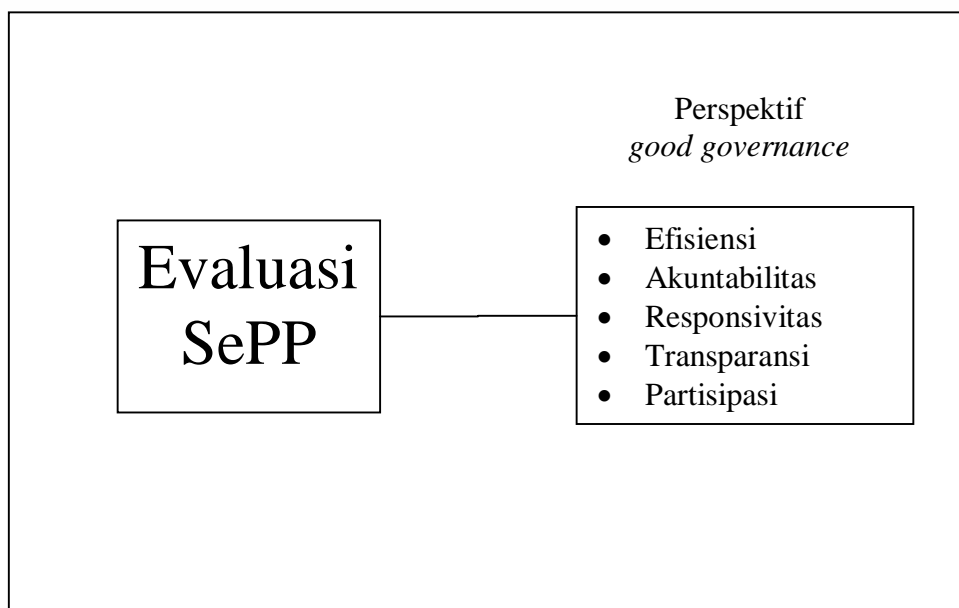 Perspektif
good governance
Evaluasi
SePP
• Efisiensi
• Akuntabilitas
• Responsivitas
• Transparansi
• Partisipasi